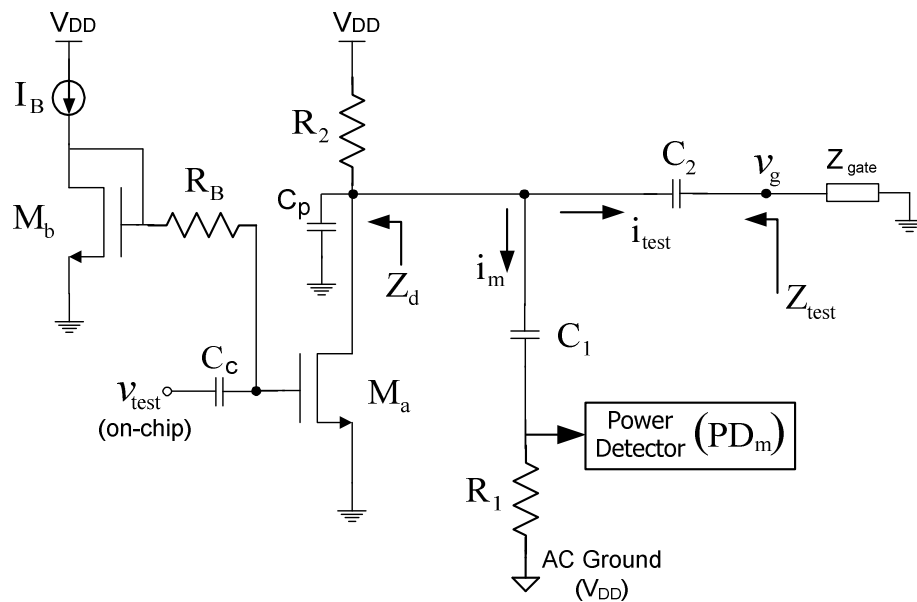 VDD
VDD
IB
R2
C2
vg
Zgate
RB
Cp
Mb
itest
im
Zd
Ztest
C1
Cc
vtest
(on-chip)
Ma
Power
Detector (PDm)
R1
AC Ground
(VDD)